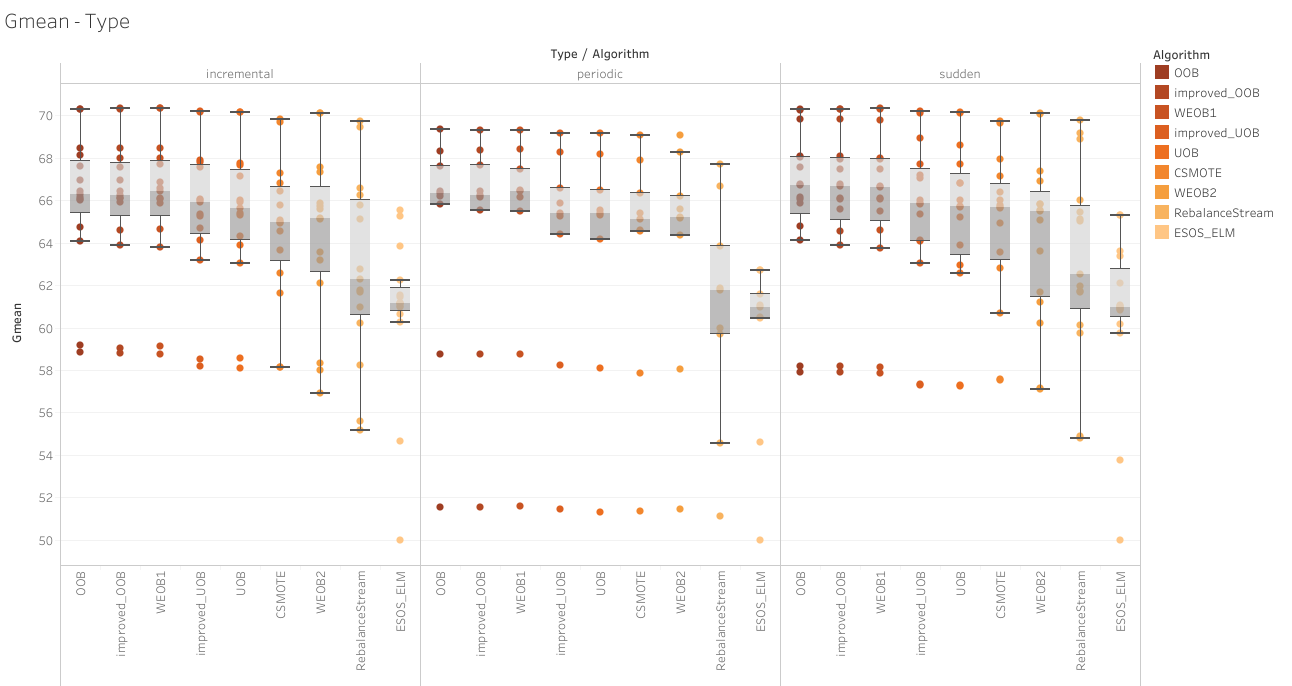 Gmean - Type
Type / Algorithm
incremental periodic sudden
Gmean
70
68
66
64
62
60
58
56
54
52
50
OOB improved_OOB WEOB1 improved_UOB UOB CSMOTE WEOB2 RebalanceStream ESOS_ELM OOB improved_OOB WEOB1 improved_UOB UOB CSMOTE WEOB2 RebalanceStream ESOS_ELM OOB improved_OOB WEOB1 improved_UOB UOB CSMOTE WEOB2 RebalanceStream ESOS_ELM
Algorithm
OOB
improved_OOB
WEOB1
improved_UOB
UOB
CSMOTE
WEOB2
RebalanceStream
ESOS_ELM